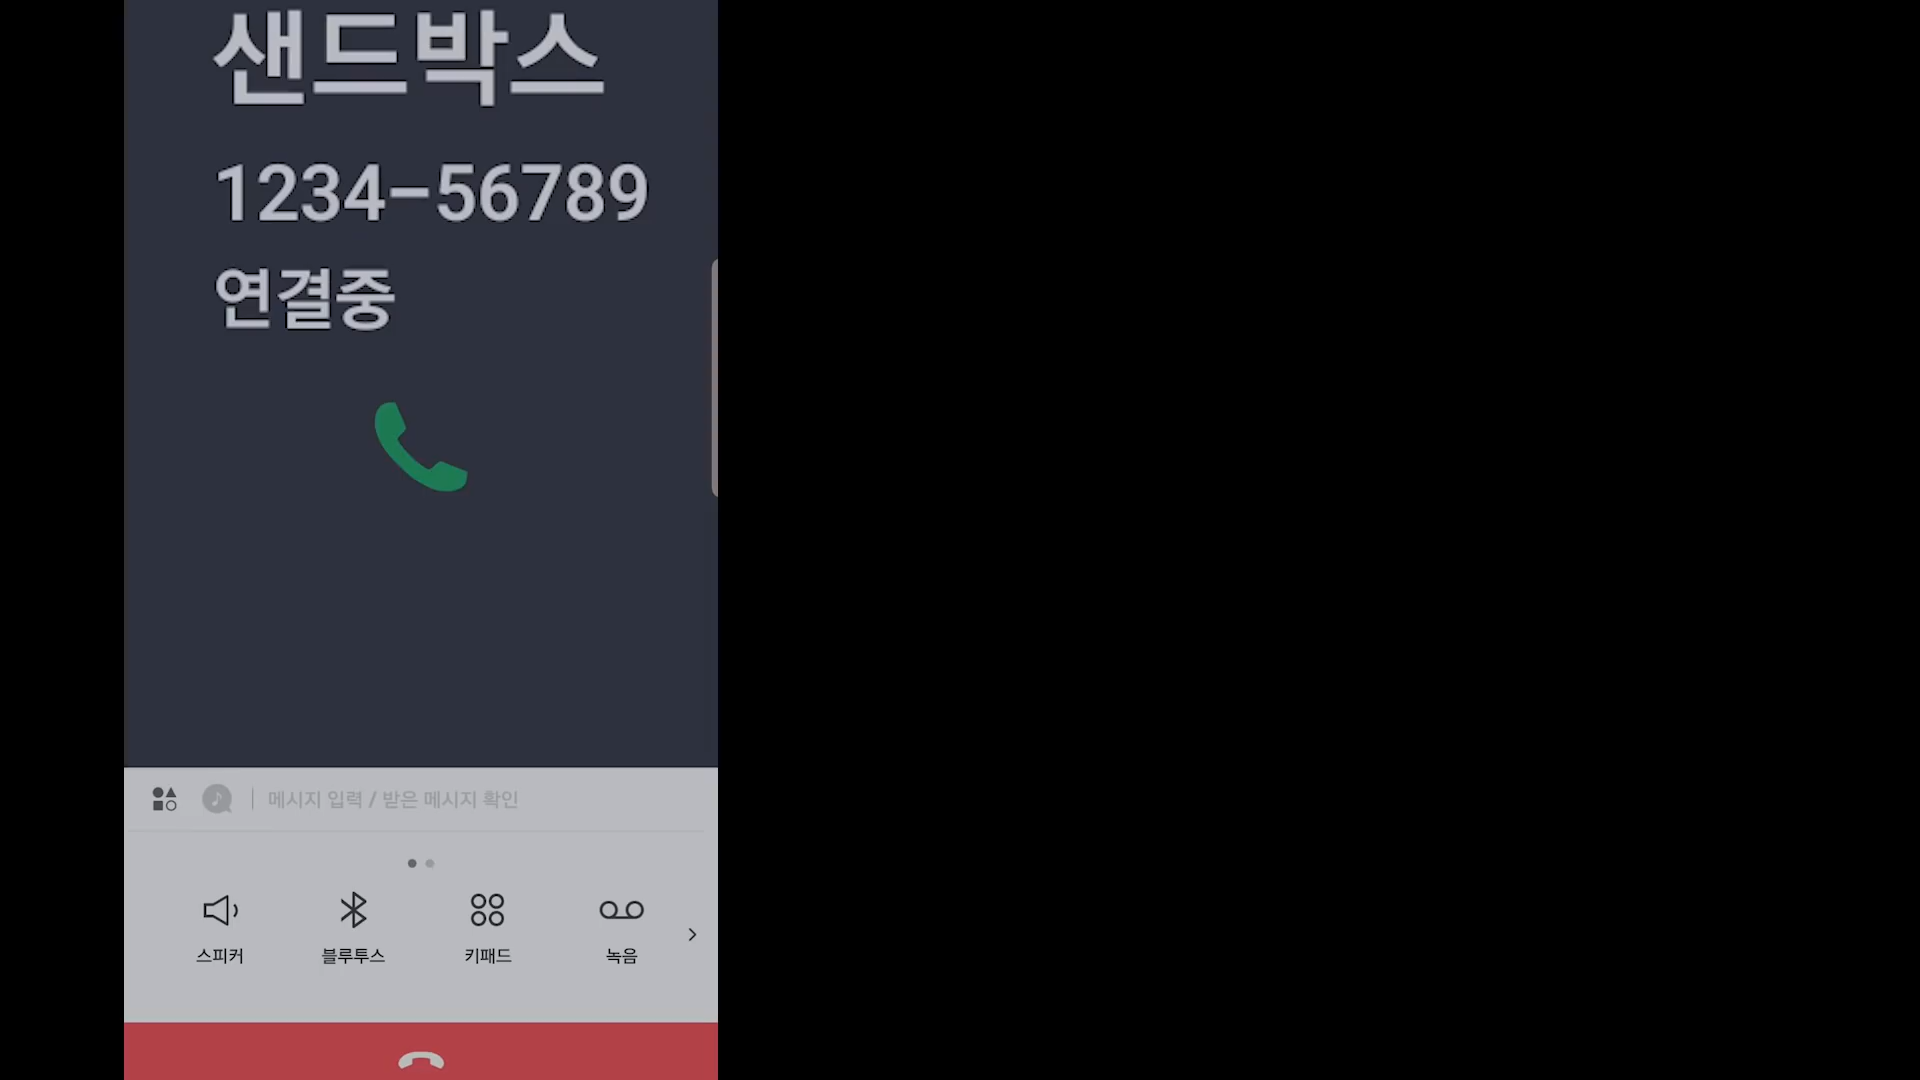 샌드박스
1234-56789
연결중
메시지 입력 / 받은 메시지 확인
스피커 블루투스 키패드 녹음